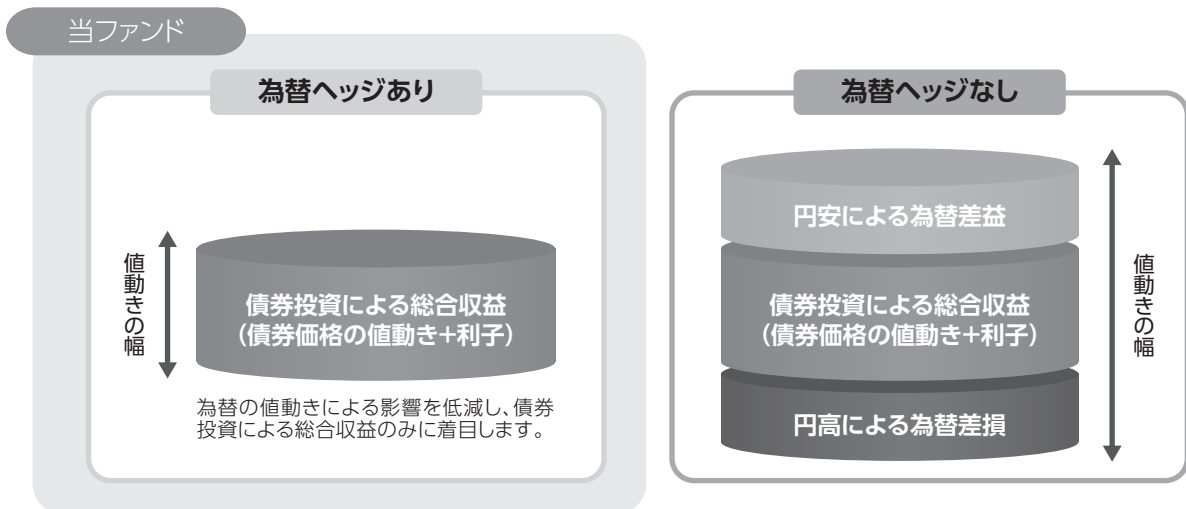 当ファンド
為替ヘッジあり
値動きの幅
債券投資による総合収益
（債券価格の値動き＋利子）
為替の値動きによる影響を低減し、債券
投資による総合収益のみに着目します。
為替ヘッジなし
円安による為替差益
債券投資による総合収益
（債券価格の値動き＋利子）
円高による為替差損
値動きの幅